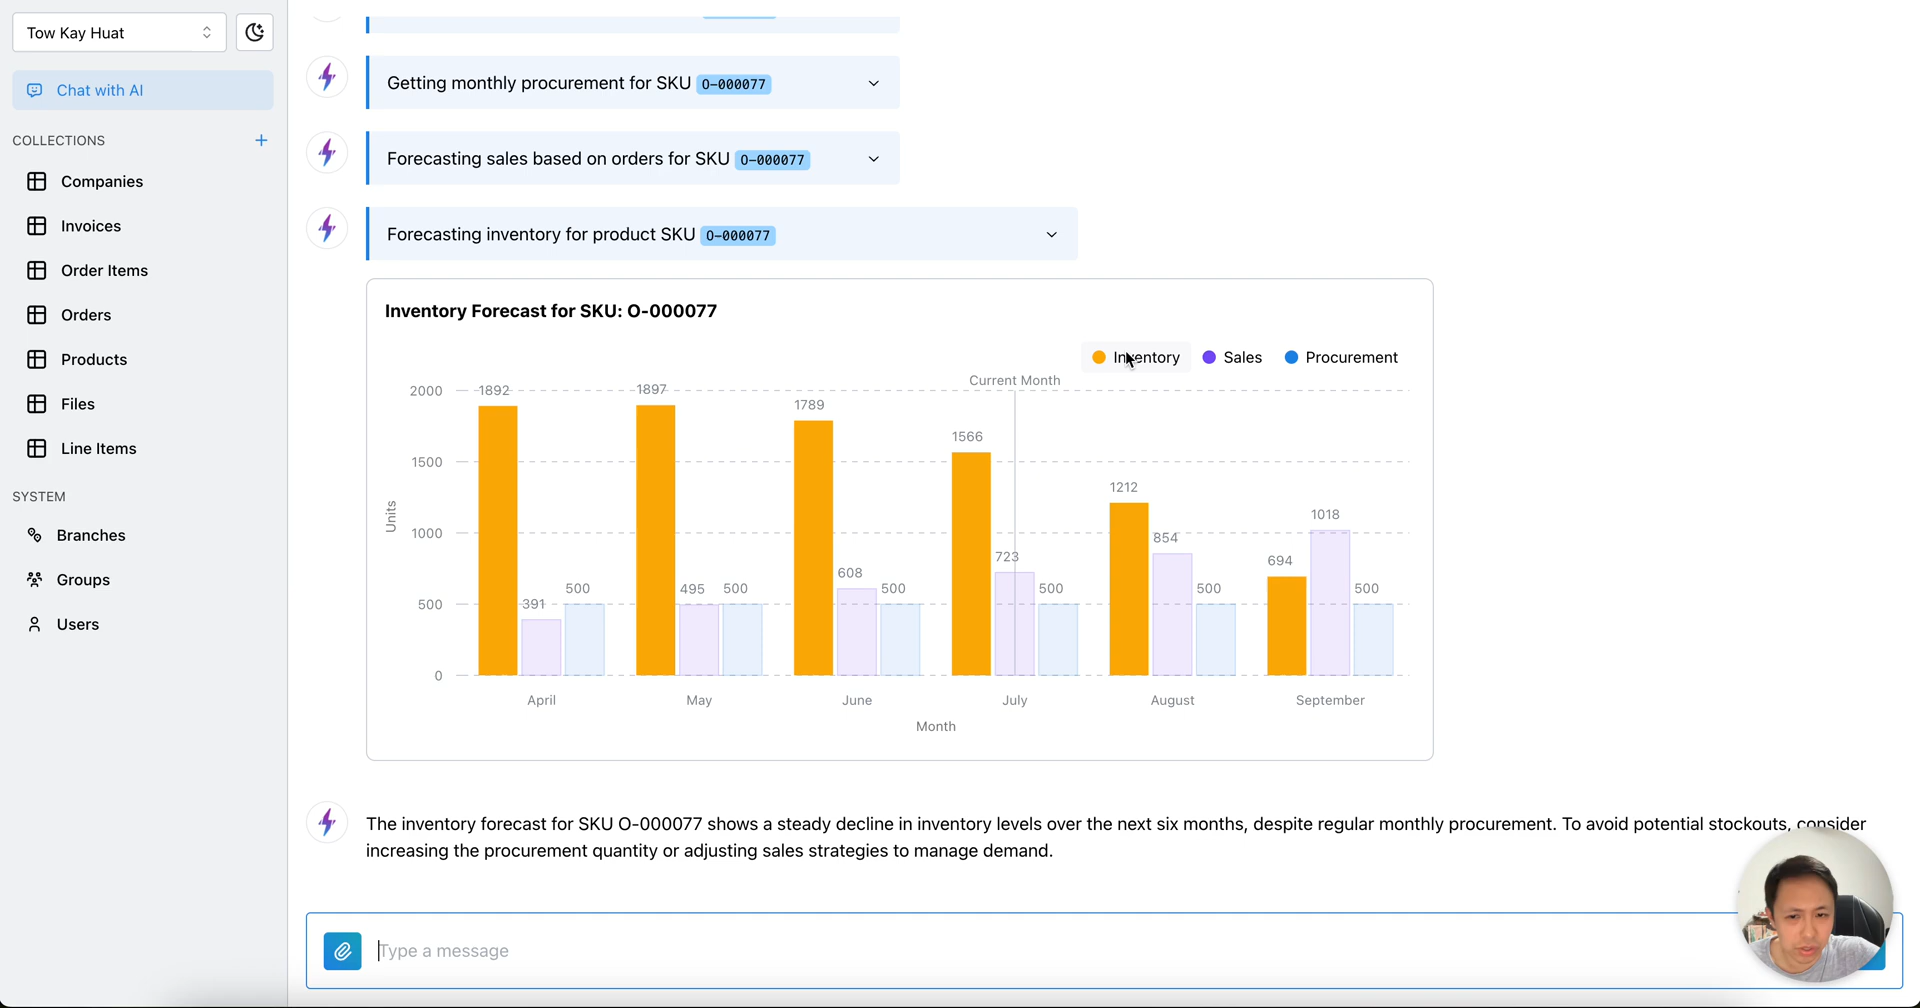 Tow Kay Huat
Chat with AI
COLLECTIONS
Companies
Invoices
Order Items
Orders
Products
Files
Line Items
SYSTEM
Branches
Groups
Users
Getting monthly procurement for SKU O-000077
Forecasting sales based on orders for SKU O-000077
Forecasting inventory for product SKU O-000077
Inventory Forecast for SKU: O-000077
Inventory Sales Procurement
Current Month
2000
1500
1000
500
0
Units
1892 391 500
1897 495 500
1789 608 500
1566 723 500
1212 854 500
694 1018 500
April May June July August September
Month
The inventory forecast for SKU O-000077 shows a steady decline in inventory levels over the next six months, despite regular monthly procurement. To avoid potential stockouts, consider
increasing the procurement quantity or adjusting sales strategies to manage demand.
Type a message